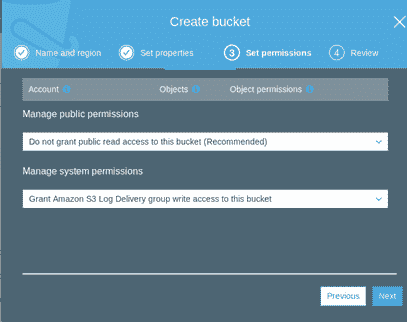 Create bucket
Name and region
Set properties
3 Set permissions
4 Review
Account Objects Object permissions
Manage public permissions
Do not grant public read access to this bucket (Recommended)
Manage system permissions
Grant Amazon S3 Log Delivery group write access to this bucket
Previous Next